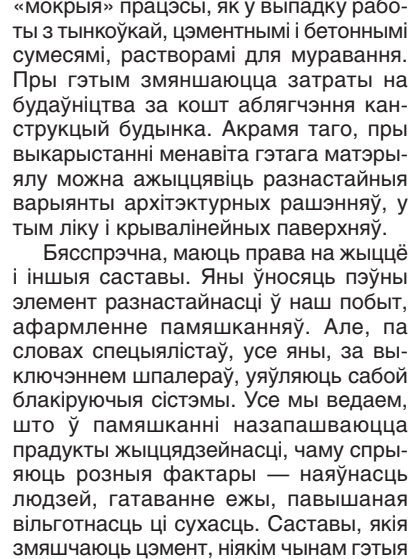 «мокрыя» працэсы, як у выпадку рабо-
ты з тынкоўкай, цэментнымі і бетоннымі
сумесямі, растворамі для муравання.
Пры гэтым змяншаюцца затраты на
будаўніцтва за кошт аблягчэння кан-
струкцый будынка. Акрамя таго, пры
выкарыстанні менавіта гэтага матэры-
ялу можна ажыццявіць разнастайныя
варыянты архітэктурных рашэнняў, у
тым ліку і крывалінейных паверхняў.
Бясспрэчна, маюць права на жыццё
і іншыя саставы. Яны ўносяць пэўны
элемент разнастайнасці ў наш побыт,
афармленне памяшканняў. Але, па
словах спецыялістаў, усе яны, за вы-
ключэннем шпалераў, уяўляюць сабой
блакіруючыя сістэмы. Усе мы ведаем,
што ў памяшканні назапашваюцца
прадукты жыццядзейнасці, чаму спры-
яюць розныя фактары — наяўнасць
людзей, гатаванне ежы, павышаная
вільготнасць ці сухасць. Саставы, якія
змяшчаюць цэмент, ніякім чынам гэтыя